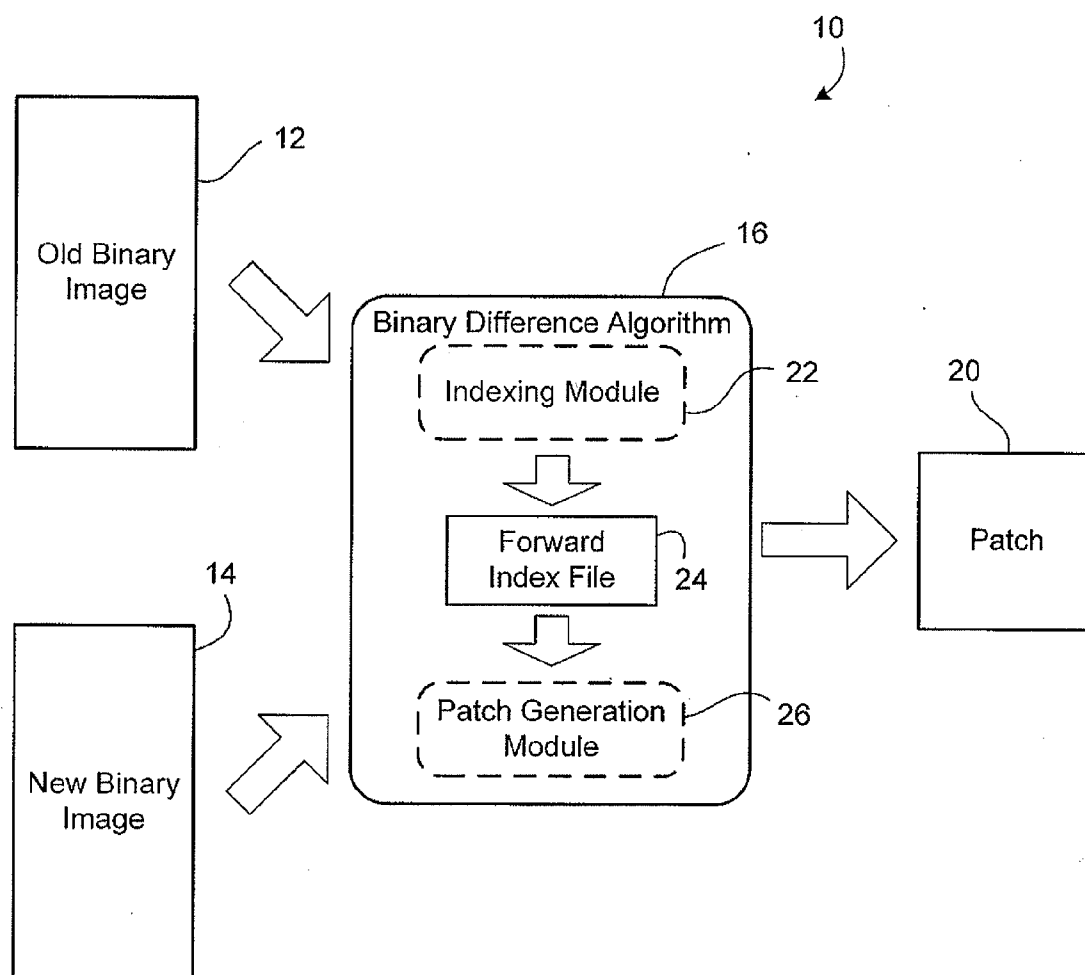 10
12
Old Binary
Image
16
Binary Difference Algorithm
Indexing Module
22
20
Forward
Index File
24
Patch
14
Patch Generation
Module
26
New Binary
Image